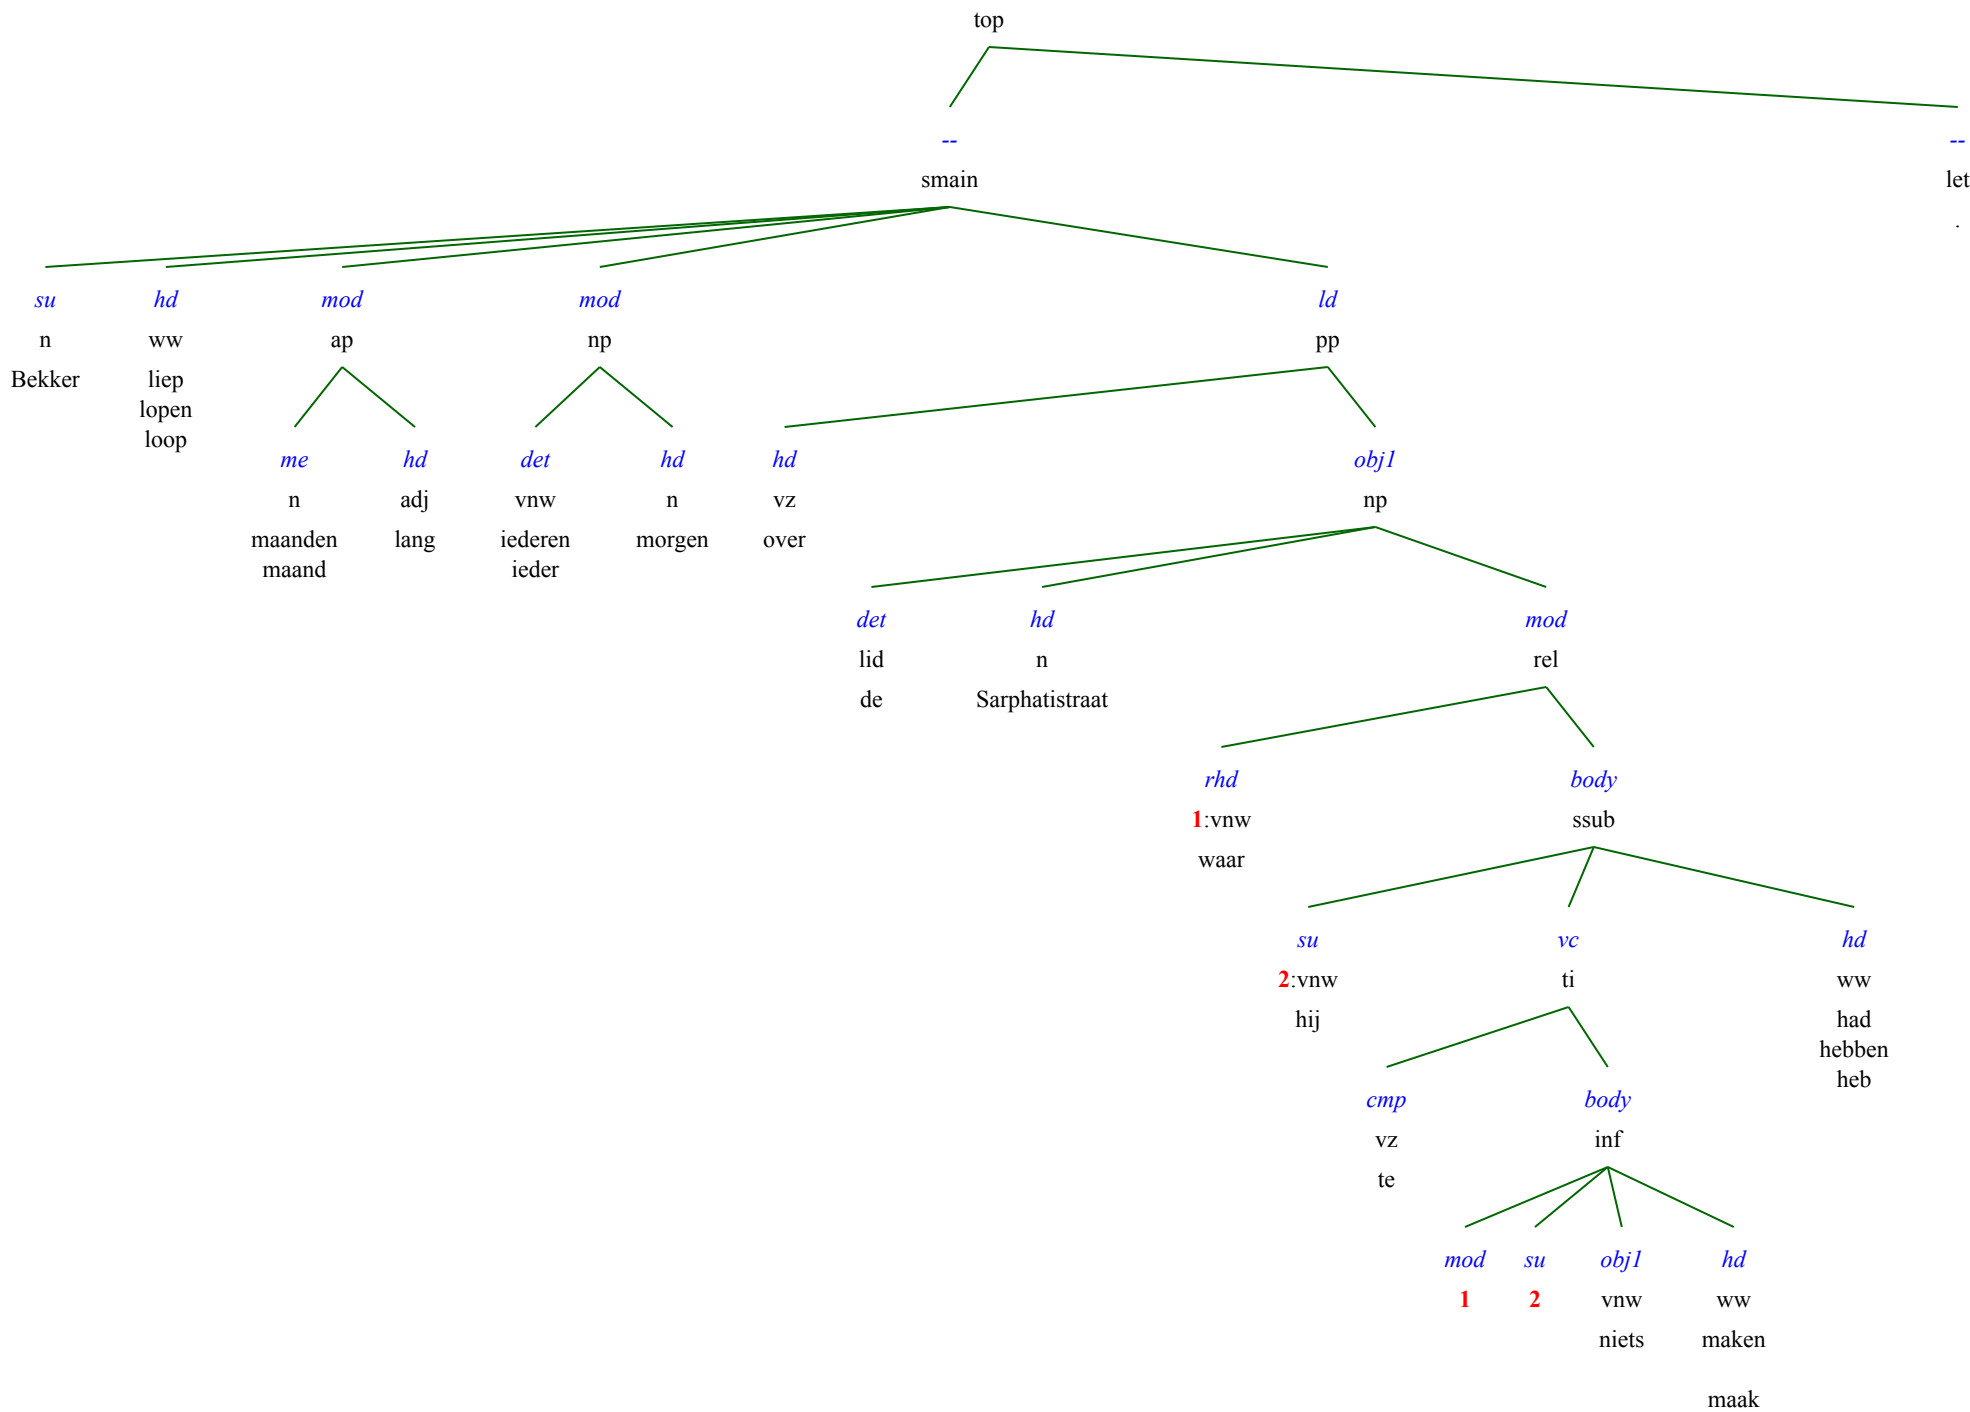 top
-- --
smain let
.
su hd mod mod ld
n ww ap np pp
Bekker liep
lopen
loop
me hd det hd hd obj1
n adj vnw n vz np
maanden lang iederen morgen over
maand ieder
det hd mod
lid n rel
de Sarphatistraat
rhd body
1:vnw ssub
waar
su vc hd
2:vnw ti ww
hij had
hebben
heb
cmp body
vz inf
te
mod su obj1 hd
1 2 vnw ww
niets maken
maak